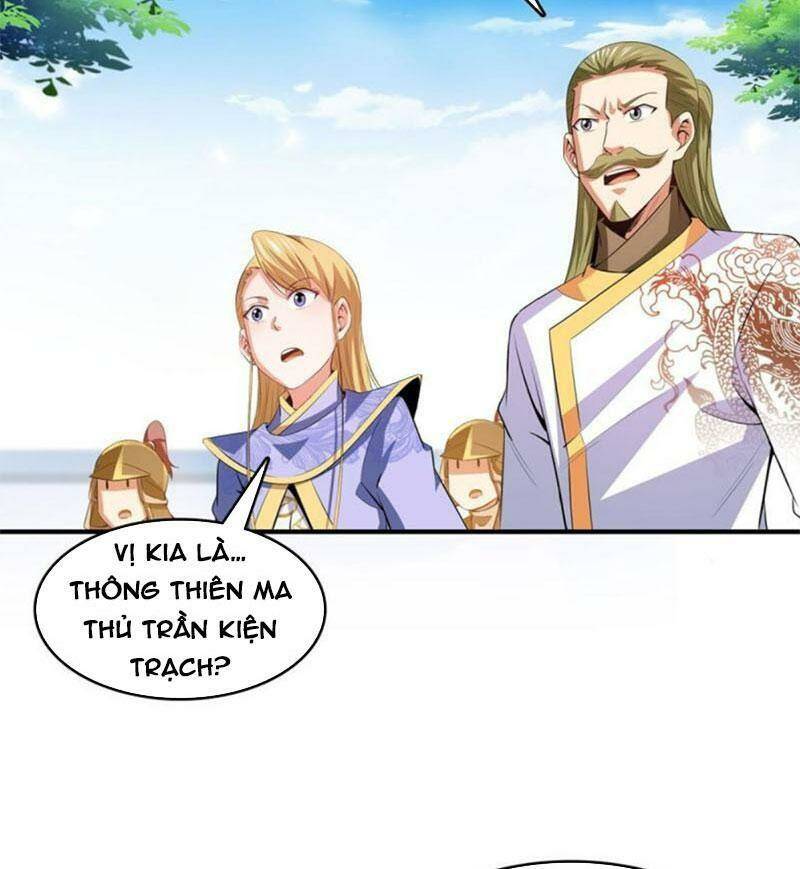 VỊ KIA LÀ...
THÔNG THIÊN MA
THỦ TRẦN KIỆN
TRẠCH?